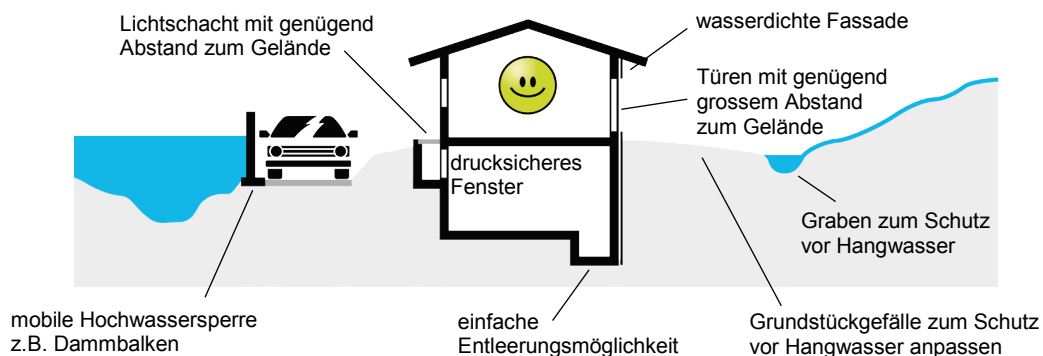 Lichtschacht mit genügend
Abstand zum Gelände
wasserdichte Fassade
Türen mit genügend
grossem Abstand
zum Gelände
drucksicheres
Fenster
Graben zum Schutz
vor Hangwasser
mobile Hochwassersperre
z.B. Dammbalken
einfache
Entleerungsmöglichkeit
Grundstückgefälle zum Schutz
vor Hangwasser anpassen